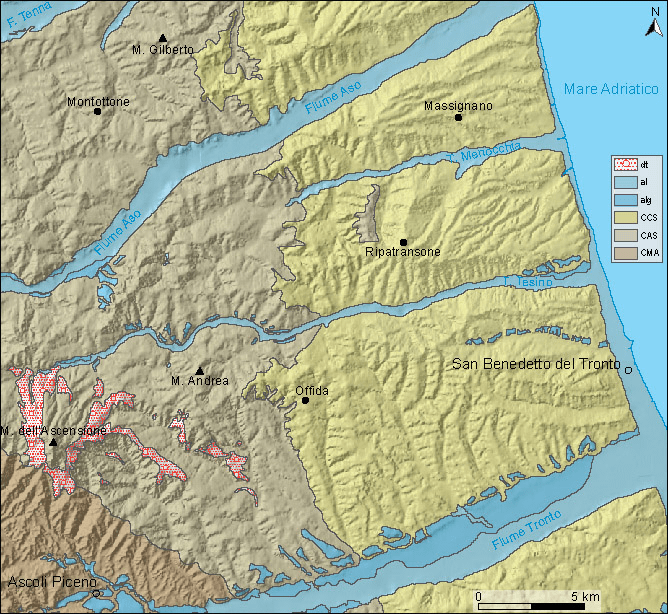 F. Tenna
N
M. Gilberto
Mare Adriatico
Montottone
Fiume Aso
Massignano
T. Menocchia
dt
al
alg
CCS
CAS
CMA
Fiume Aso
Ripatransone
Tesino
San Benedetto del Tronto
M. Andrea
Offida
M. dell'Ascensione
Fiume Tronto
Ascoli Piceno
0 5 km